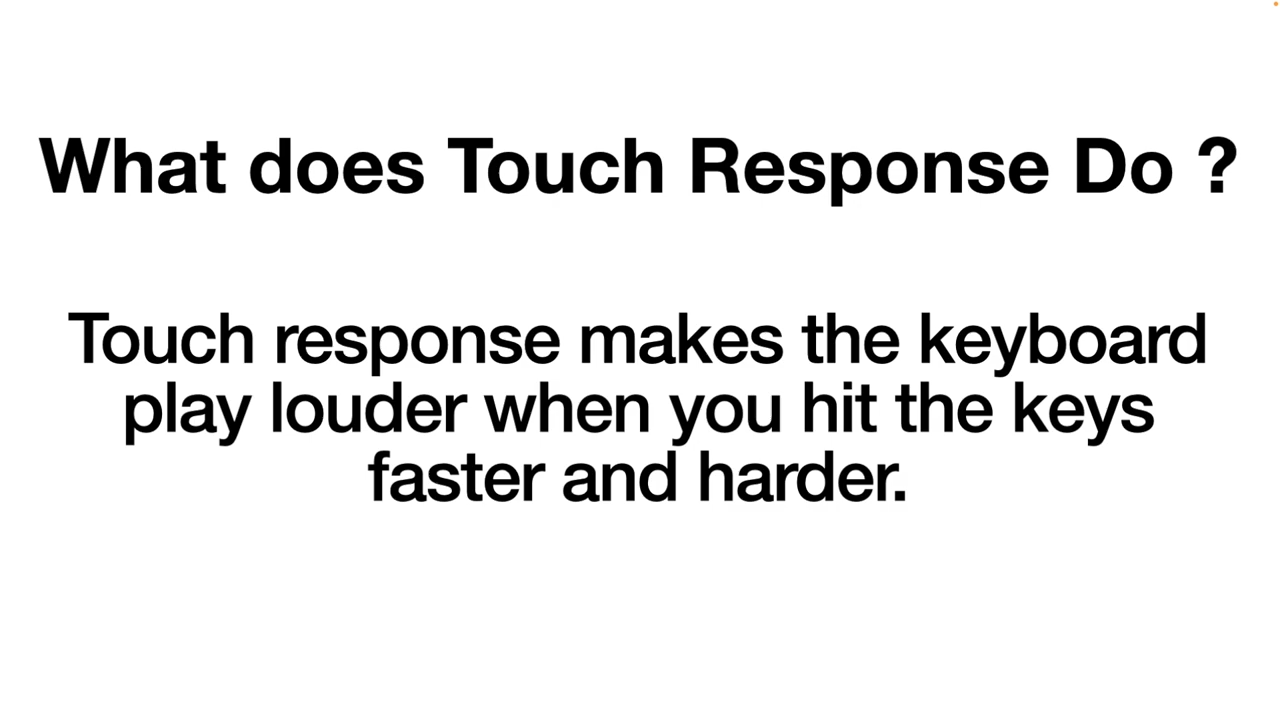 What does Touch Response Do ?
Touch response makes the keyboard
play louder when you hit the keys
faster and harder.